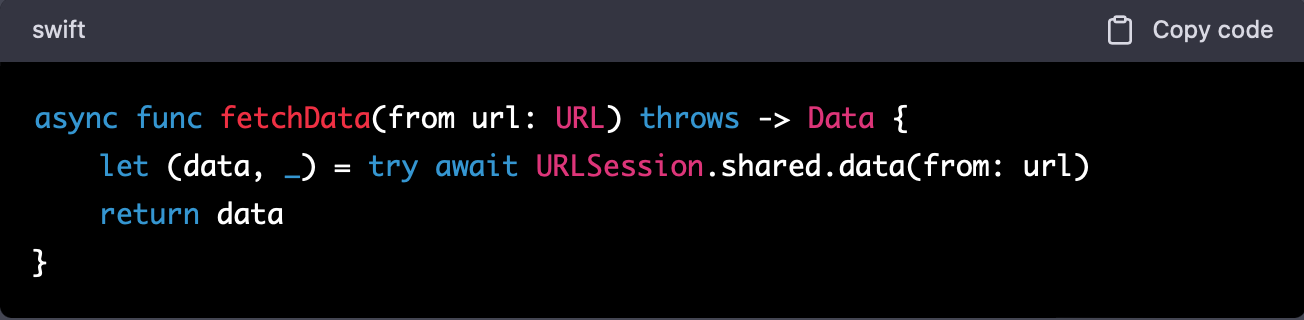 swift
Copy code
async func fetchData(from url: URL) throws -> Data {
    let (data, _) = try await URLSession.shared.data(from: url)
    return data
}